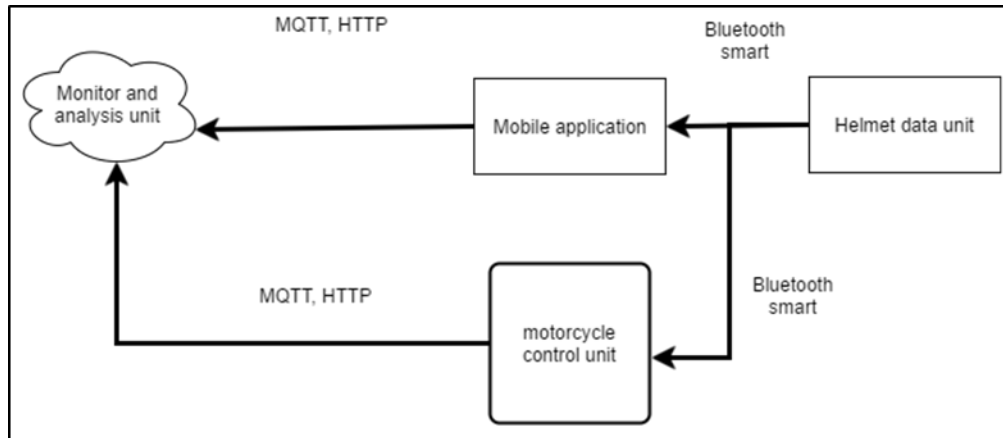 MQTT, HTTP
Bluetooth
smart
Monitor and
analysis unit
Mobile application
Helmet data unit
MQTT, HTTP
Bluetooth
smart
motorcycle
control unit